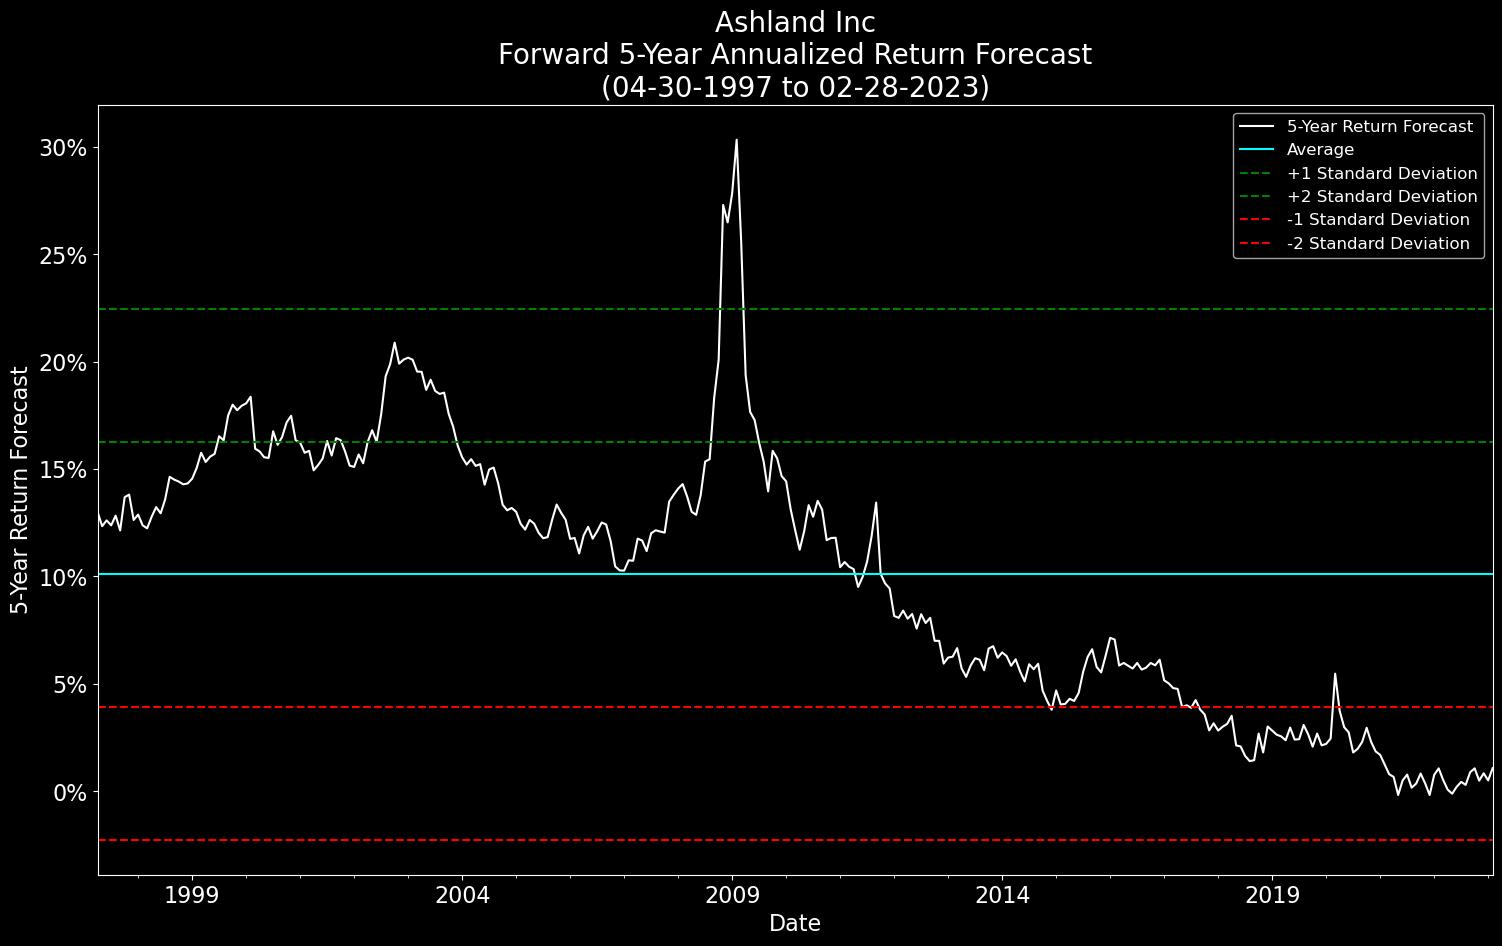 Ashland Inc
Forward 5-Year Annualized Return Forecast
(04-30-1997 to 02-28-2023)
5-Year Return Forecast
Average
+1 Standard Deviation
+2 Standard Deviation
-1 Standard Deviation
-2 Standard Deviation
5-Year Return Forecast
30%
25%
20%
15%
10%
5%
0%
1999
2004
2009
2014
2019
Date